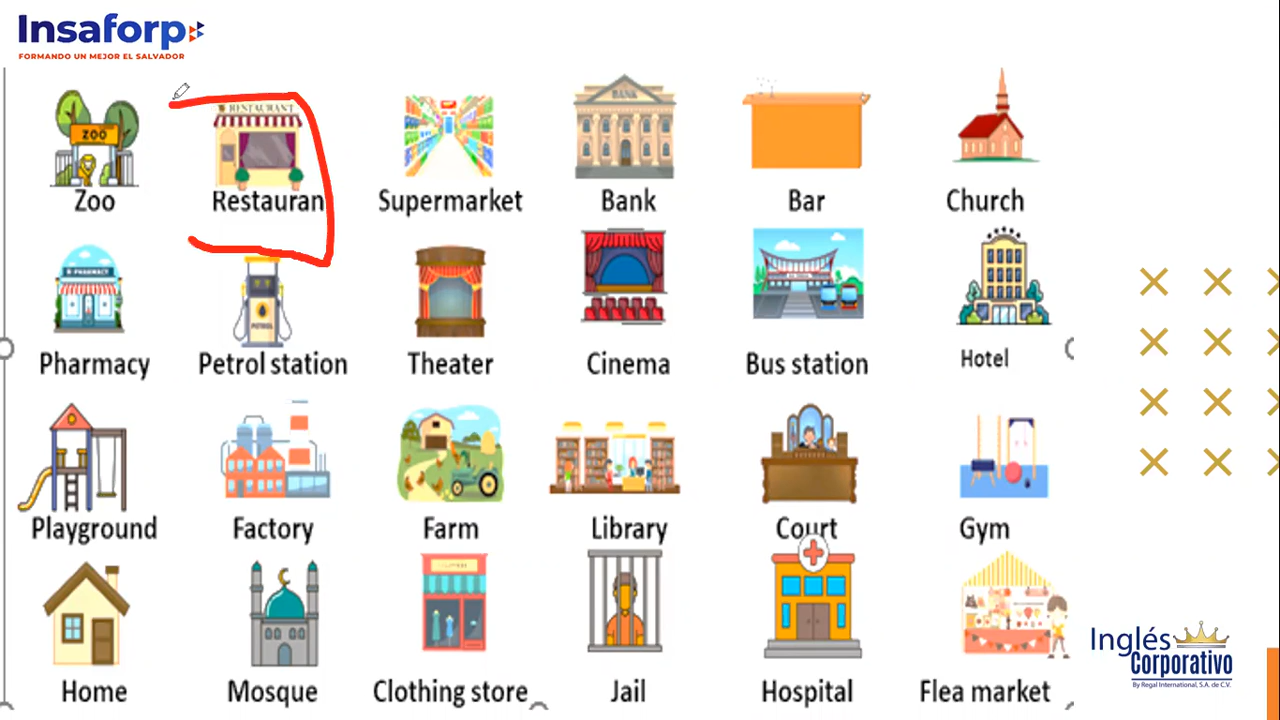 Insaforp
FORMANDO UN MEJOR EL SALVADOR
ZOO
RESTAURANT
BANK
Zoo Restauran Supermarket Bank Bar Church
PHARMACY
PETROL
Pharmacy Petrol station Theater Cinema Bus station Hotel
Playground Factory Farm Library Court Gym
Home Mosque Clothing store Jail Hospital Flea market
Inglés
Corporativo
By Regal International, S.A. de C.V.